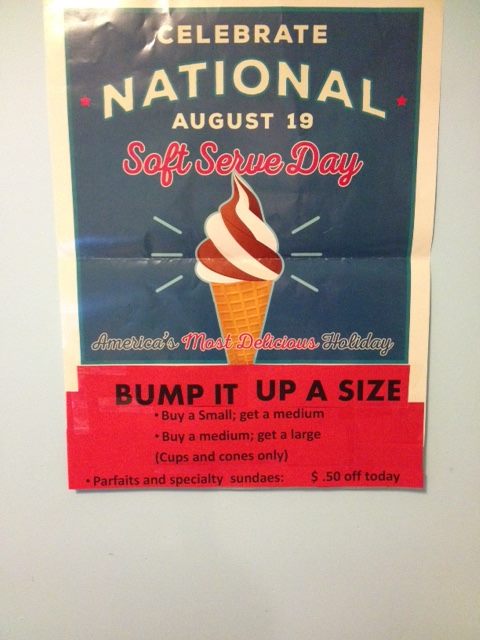 CELEBRATE
NATIONAL
AUGUST 19
Soft Serve Day
America's Most Delicious Holiday
BUMP IT UP A SIZE
• Buy a Small; get a medium
• Buy a medium; get a large
(Cups and cones only)
• Parfaits and specialty sundaes: $ .50 off today